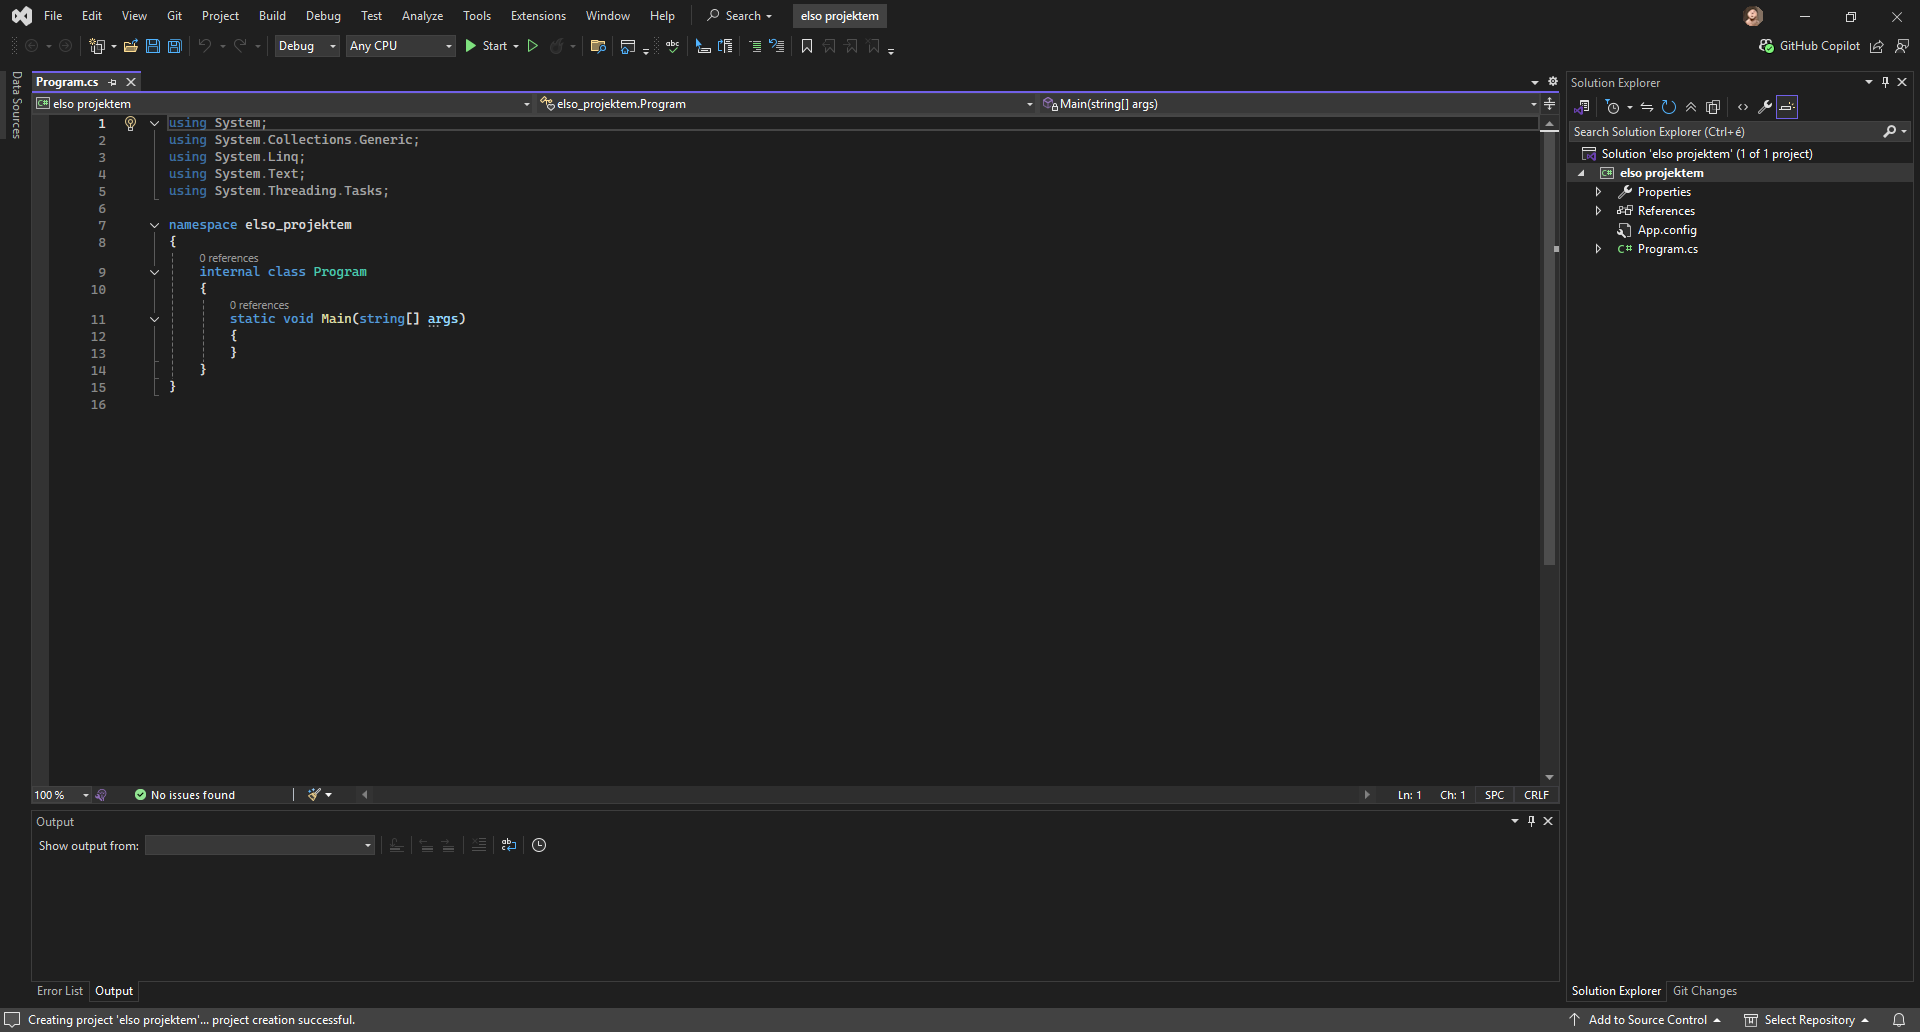 File Edit View Git Project Build Debug Test Analyze Tools Extensions Window Help Search elso projektem
Debug Any CPU Start abc GitHub Copilot
Data Sources
Program.cs
C# elso projektem elso_projektem.Program Main(string[] args)
1 using System;
2 using System.Collections.Generic;
3 using System.Linq;
4 using System.Text;
5 using System.Threading.Tasks;
6
7 namespace elso_projektem
8 {
0 references
9 internal class Program
10 {
0 references
11 static void Main(string[] args)
12 {
13 }
14 }
15 }
16
100 % No issues found Ln: 1 Ch: 1 SPC CRLF
Output
Show output from:
Error List Output
Solution Explorer
Search Solution Explorer (Ctrl+é)
Solution 'elso projektem' (1 of 1 project)
C# elso projektem
Properties
References
App.config
C# Program.cs
Solution Explorer Git Changes
Creating project 'elso projektem'... project creation successful. Add to Source Control Select Repository